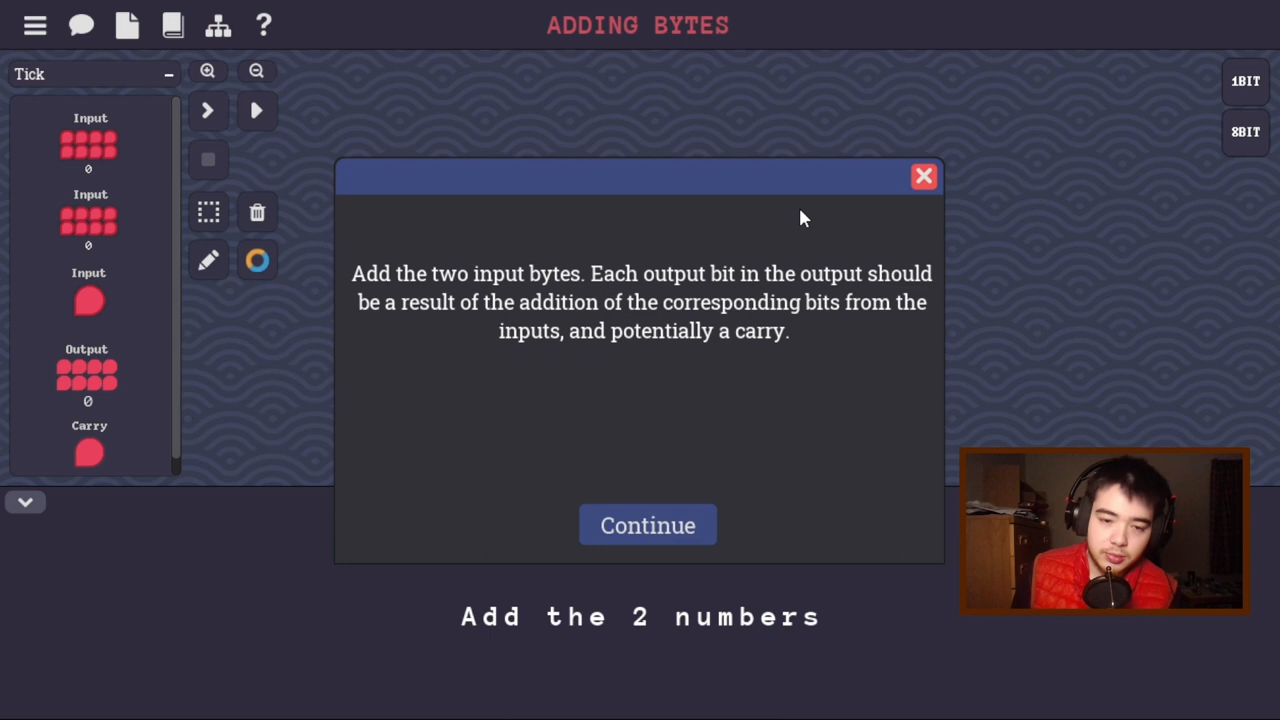 ADDING BYTES
Tick
1BIT
8BIT
Input
0
Input
0
Input
Output
0
Carry
Add the two input bytes. Each output bit in the output should
be a result of the addition of the corresponding bits from the
inputs, and potentially a carry.
Continue
Add the 2 numbers